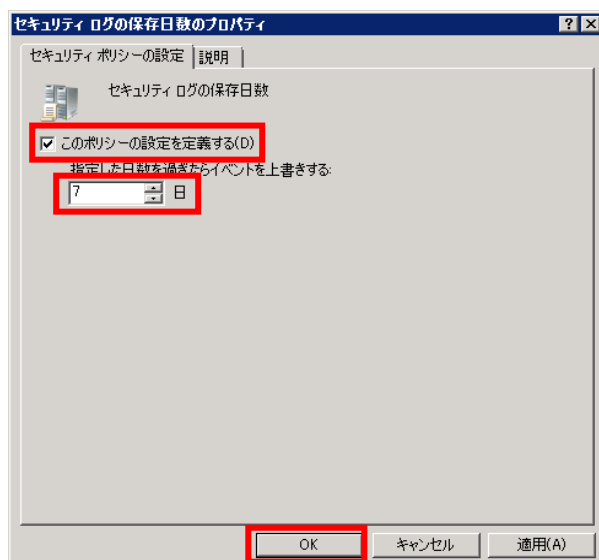 セキュリティ ログの保存日数のプロパティ
セキュリティ ポリシーの設定 説明
セキュリティ ログの保存日数
このポリシーの設定を定義する(D)
指定した日数を過ぎたらイベントを上書きする:
7 日
OK キャンセル 適用(A)